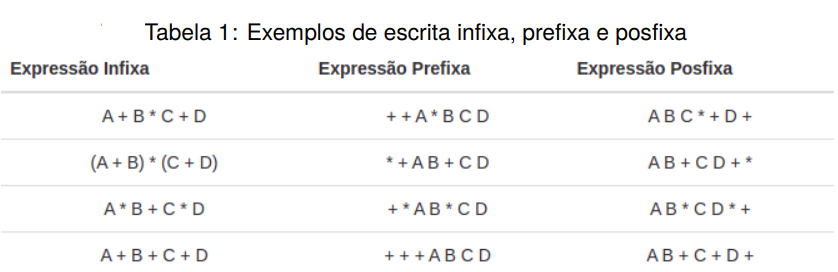 Tabela 1: Exemplos de escrita infixa, prefixa e posfixa
Expressão Infixa Expressão Prefixa Expressão Posfixa
A + B * C + D + + A * B C D A B C * + D +
(A + B) * (C + D) * + A B + C D A B + C D + *
A * B + C * D + * A B * C D A B * C D * +
A + B + C + D + + + A B C D A B + C + D +